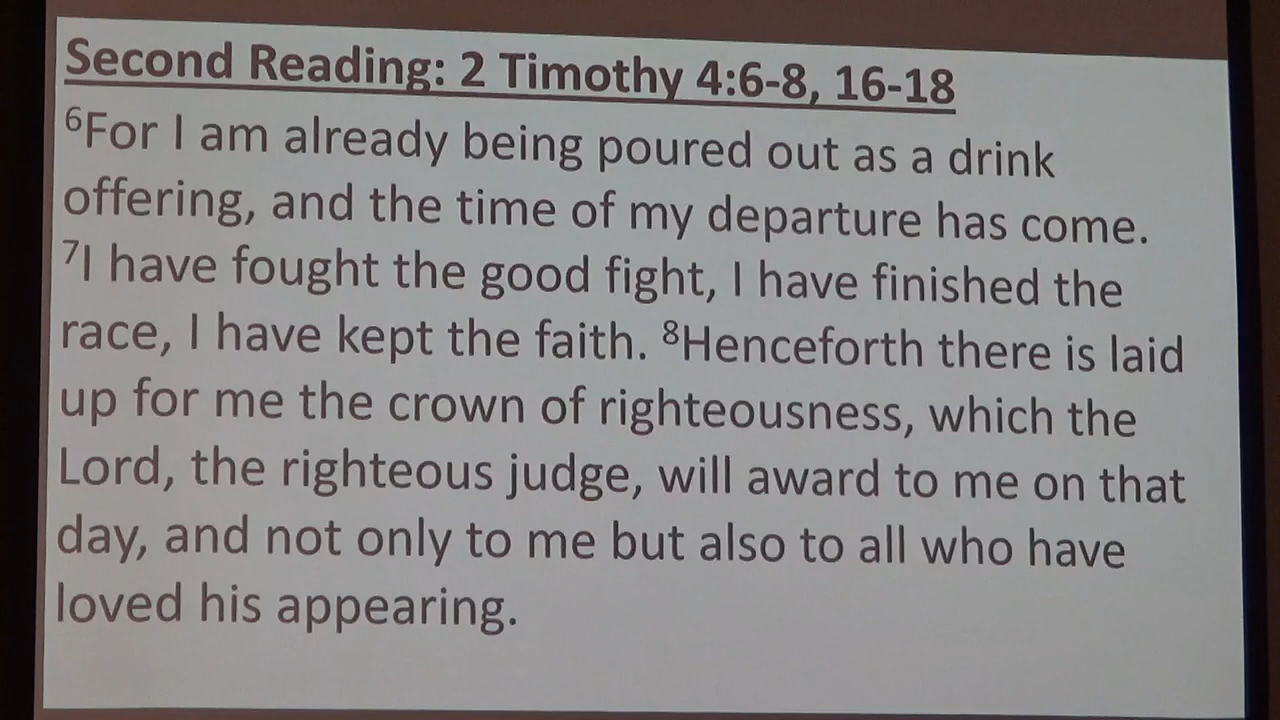 Second Reading: 2 Timothy 4:6-8, 16-18
⁶For I am already being poured out as a drink
offering, and the time of my departure has come.
⁷I have fought the good fight, I have finished the
race, I have kept the faith. ⁸Henceforth there is laid
up for me the crown of righteousness, which the
Lord, the righteous judge, will award to me on that
day, and not only to me but also to all who have
loved his appearing.